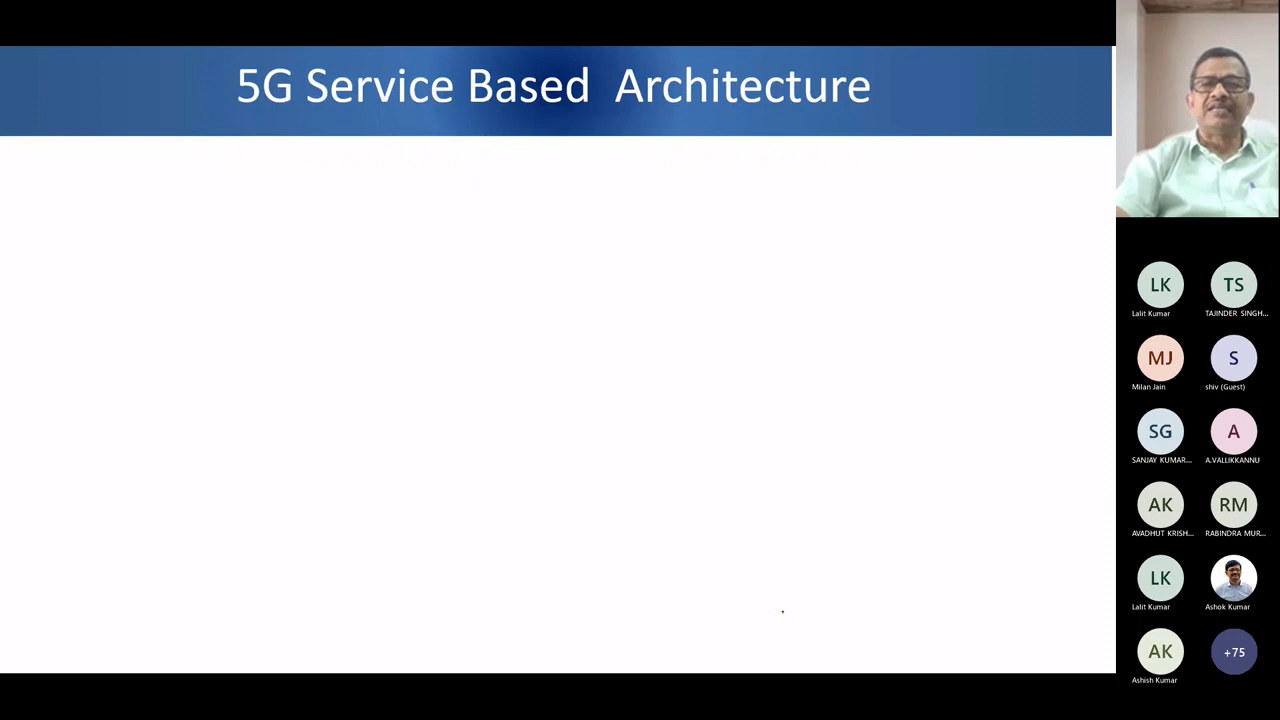 5G Service Based Architecture
LK TS
Lalit Kumar TAJINDER SINGH...
MJ S
Milan Jain shiv (Guest)
SG A
SANJAY KUMAR... A.VALLIKKANNU
AK RM
AVADHUT KRISH... RABINDRA MUR...
LK
Lalit Kumar Ashok Kumar
AK +75
Ashish Kumar